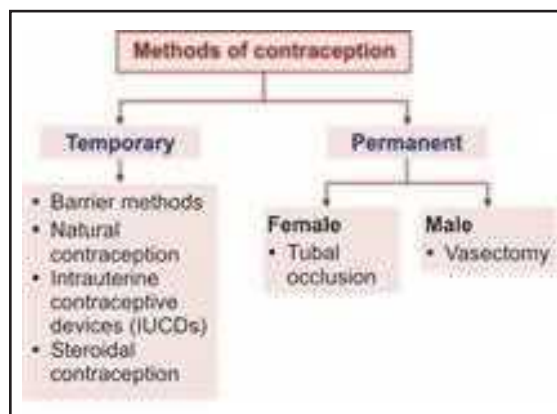 Methods of contraception
Temporary
Permanent
• Barrier methods
• Natural
contraception
• Intrauterine
contraceptive
devices (IUCDs)
• Steroidal
contraception
Female
• Tubal
occlusion
Male
• Vasectomy